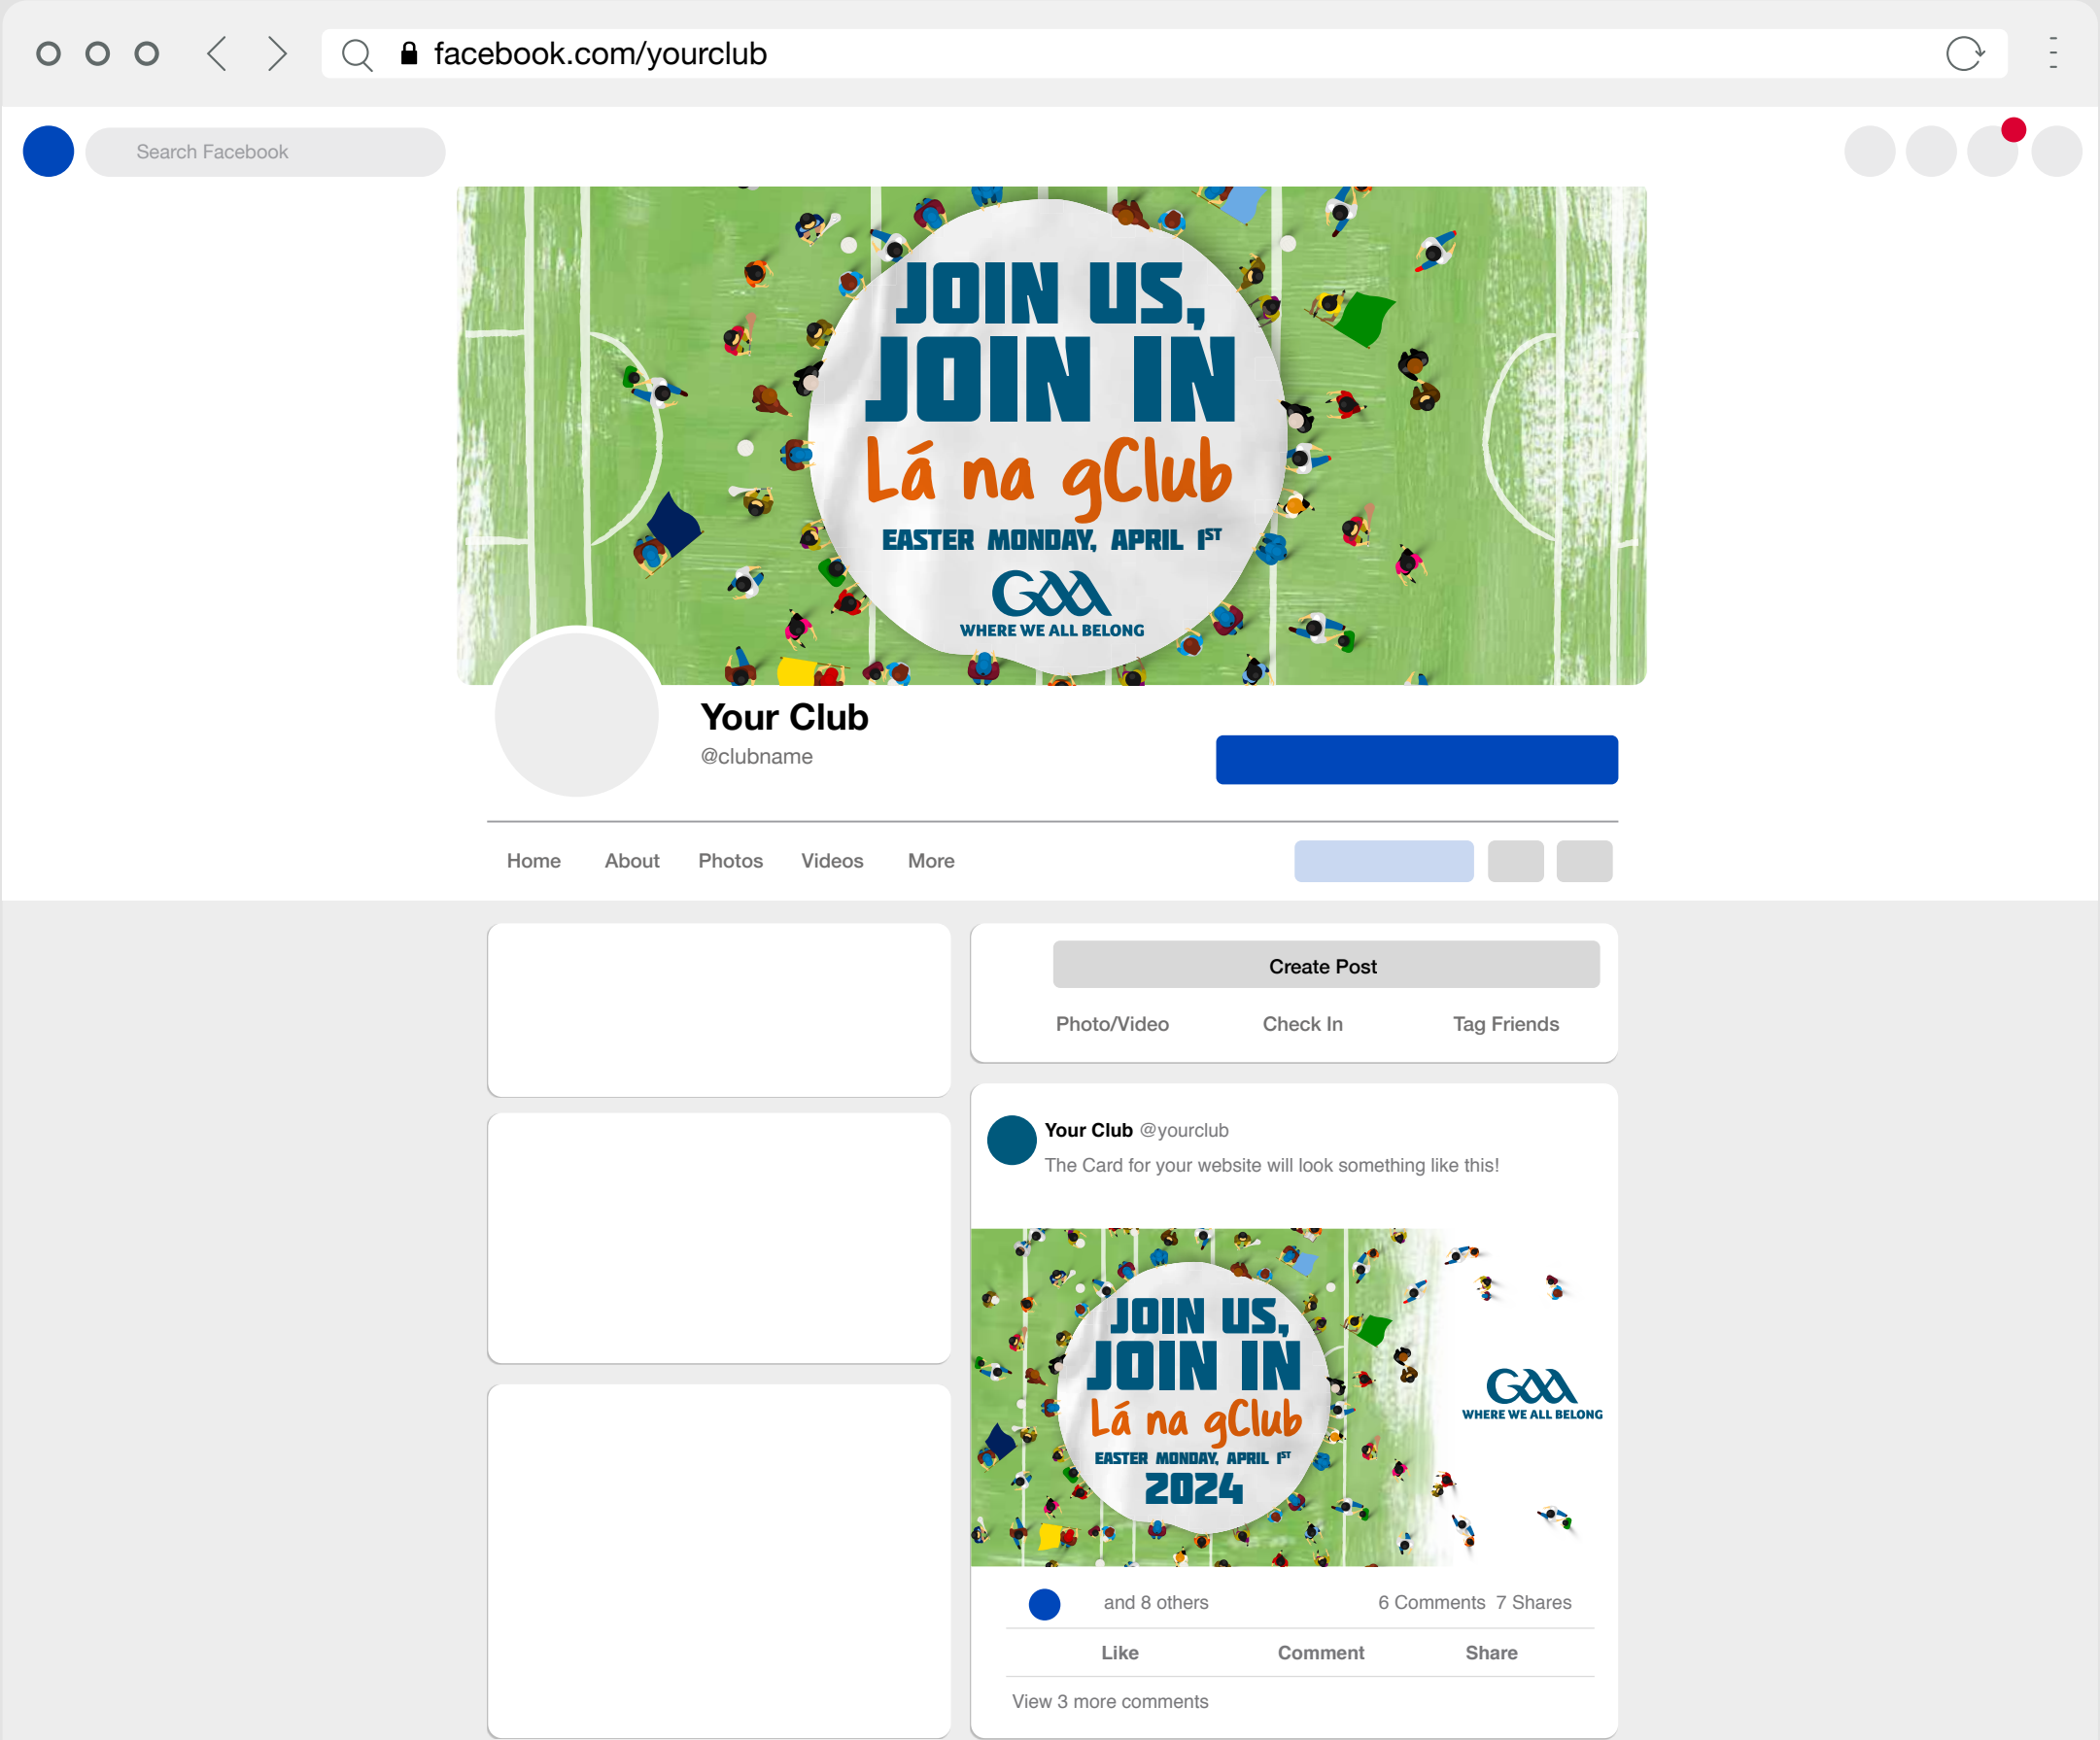 facebook.com/yourclub
Search Facebook
JOIN US,
JOIN IN
Lá na gClub
EASTER MONDAY, APRIL 1ST
GAA
WHERE WE ALL BELONG
Your Club
@clubname
Home About Photos Videos More
Create Post
Photo/Video Check In Tag Friends
Your Club @yourclub
The Card for your website will look something like this!
JOIN US,
JOIN IN
Lá na gClub
EASTER MONDAY, APRIL 1ST
2024
GAA
WHERE WE ALL BELONG
and 8 others 6 Comments 7 Shares
Like Comment Share
View 3 more comments